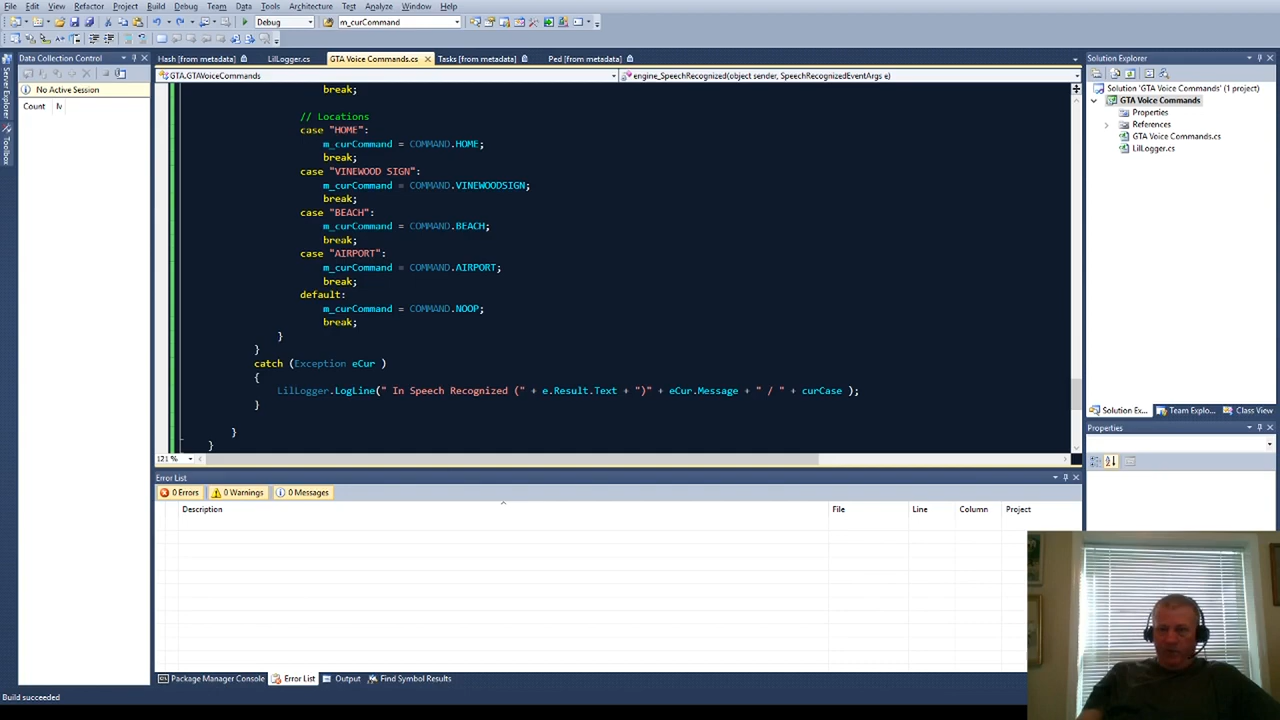 File Edit View Refactor Project Build Debug Team Data Tools Architecture Test Analyze Window Help
Debug m_curCommand
Data Collection Control
Hash [from metadata] LilLogger.cs GTA Voice Commands.cs Tasks [from metadata] Ped [from metadata]
Solution Explorer
GTA.GTAVoiceCommands engine_SpeechRecognized(object sender, SpeechRecognizedEventArgs e)
No Active Session
Count
Solution 'GTA Voice Commands' (1 project)
GTA Voice Commands
Properties
References
GTA Voice Commands.cs
LilLogger.cs
Server Explorer
Toolbox
break;
// Locations
case "HOME":
m_curCommand = COMMAND.HOME;
break;
case "VINEWOOD SIGN":
m_curCommand = COMMAND.VINEWOODSIGN;
break;
case "BEACH":
m_curCommand = COMMAND.BEACH;
break;
case "AIRPORT":
m_curCommand = COMMAND.AIRPORT;
break;
default:
m_curCommand = COMMAND.NOOP;
break;
}
}
catch (Exception eCur )
{
LilLogger.LogLine(" In Speech Recognized (" + e.Result.Text + ")" + eCur.Message + " / " + curCase );
}
}
}
121 %
Solution Ex... Team Explo... Class View
Properties
Error List
0 Errors 0 Warnings 0 Messages
Description File Line Column Project
Package Manager Console Error List Output Find Symbol Results
Build succeeded